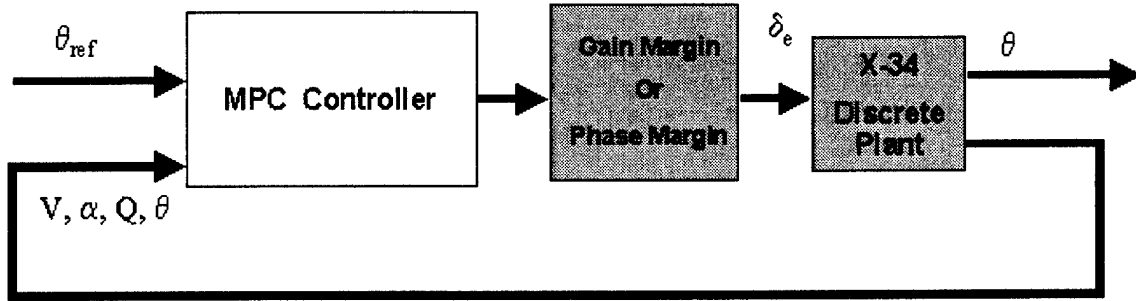 θref
MPC Controller
V, α, Q, θ
Gain Margin
Or
Phase Margin
δe
X-34
Discrete
Plant
θ